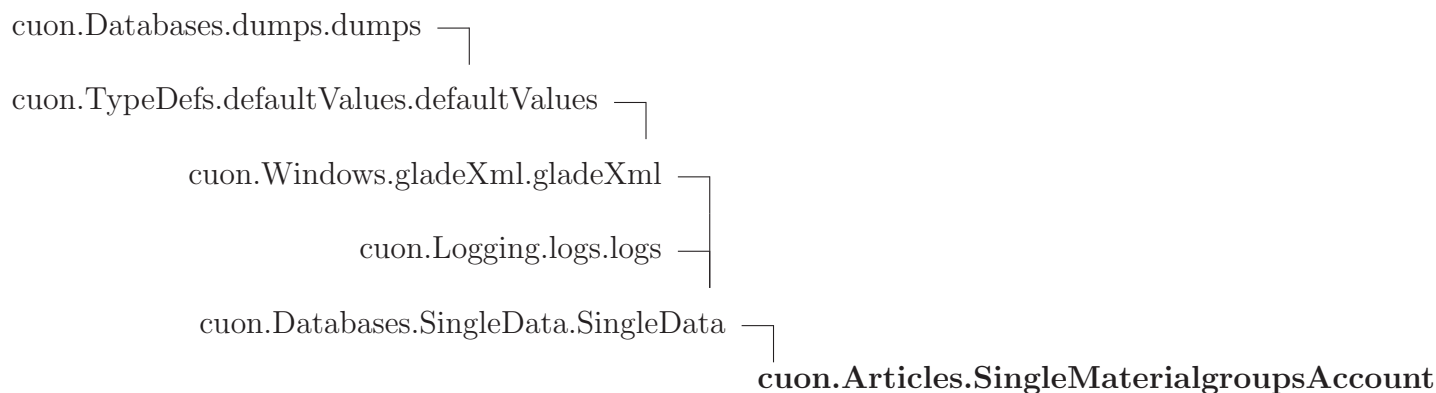 cuon.Databases.dumps.dumps
cuon.TypeDefs.defaultValues.defaultValues
cuon.Windows.gladeXml.gladeXml
cuon.Logging.logs.logs
cuon.Databases.SingleData.SingleData
cuon.Articles.SingleMaterialgroupsAccount